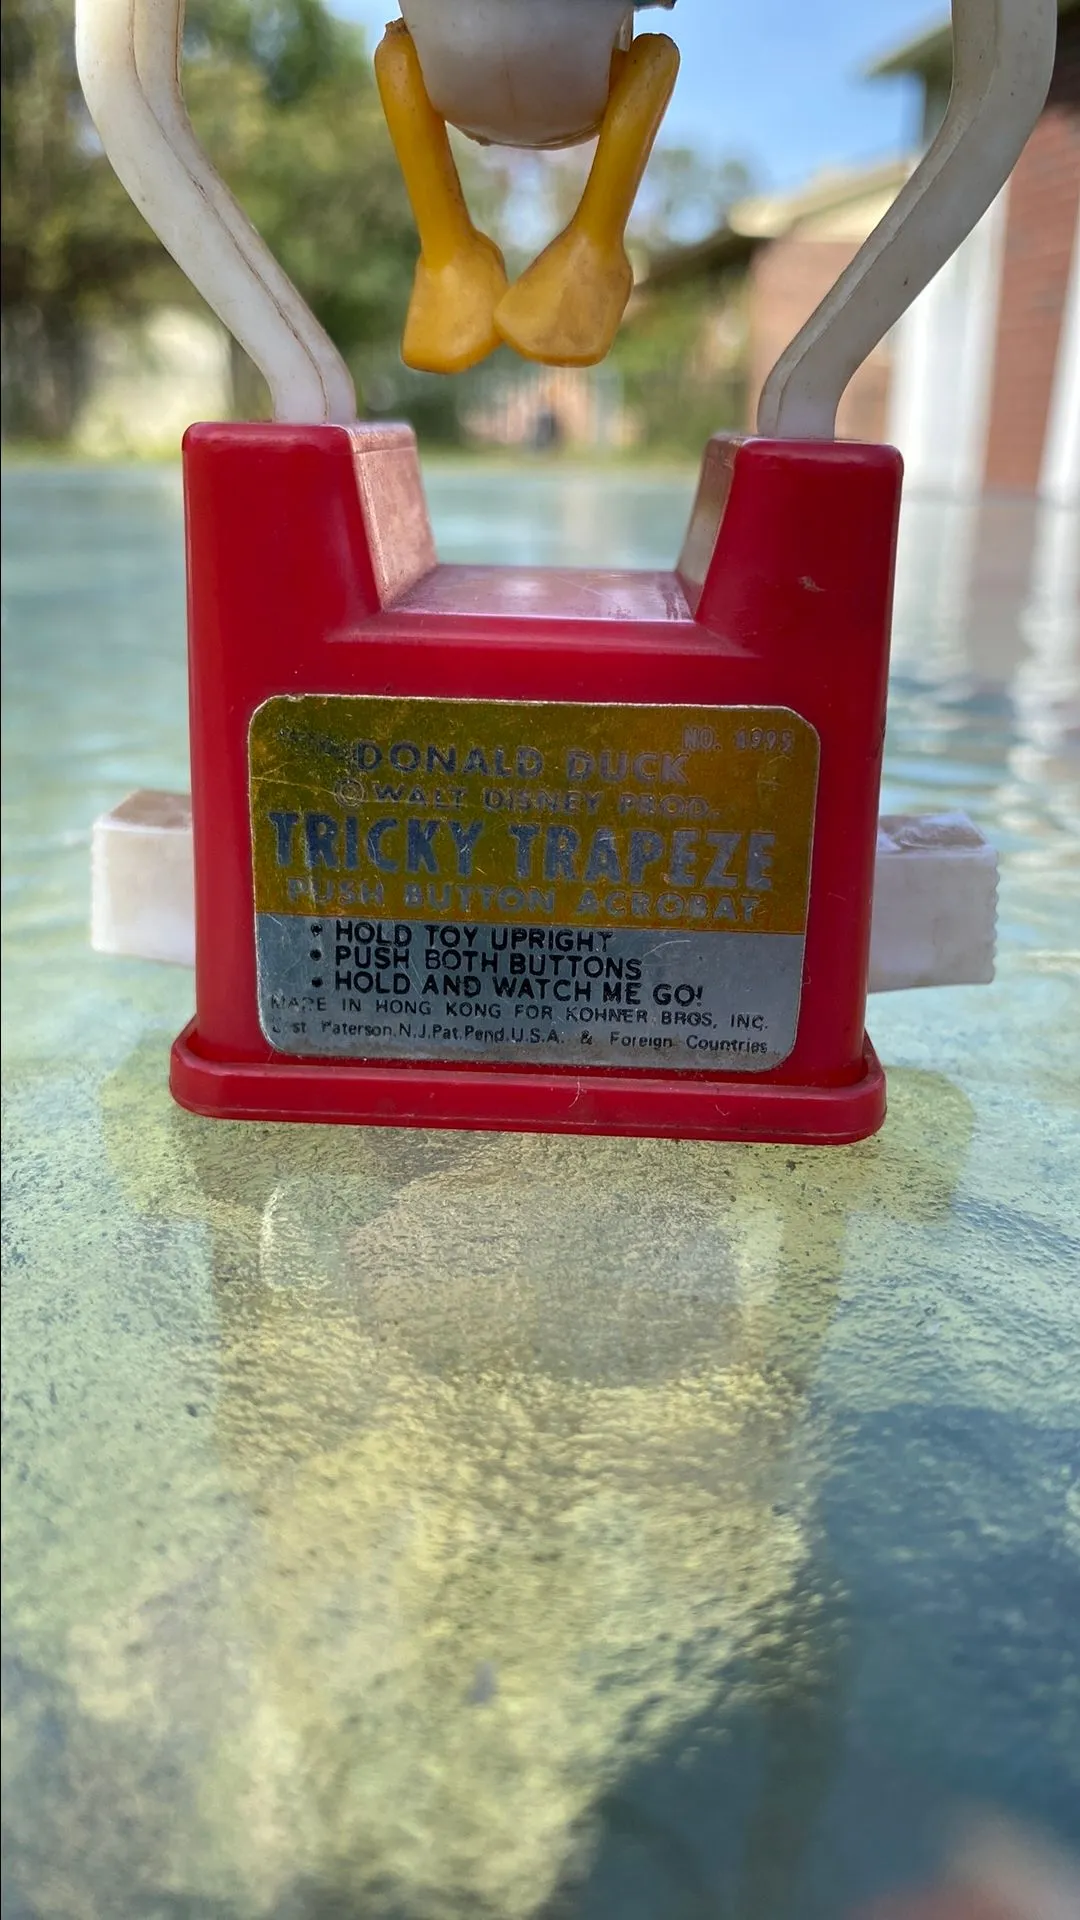 NO. 4995
DONALD DUCK
© WALT DISNEY PROD.
TRICKY TRAPEZE
PUSH BUTTON ACROBAT
• HOLD TOY UPRIGHT
• PUSH BOTH BUTTONS
• HOLD AND WATCH ME GO!
MADE IN HONG KONG FOR KOHNER BROS, INC.
Paterson, N.J. Pat. Pend. U.S.A. & Foreign Countries